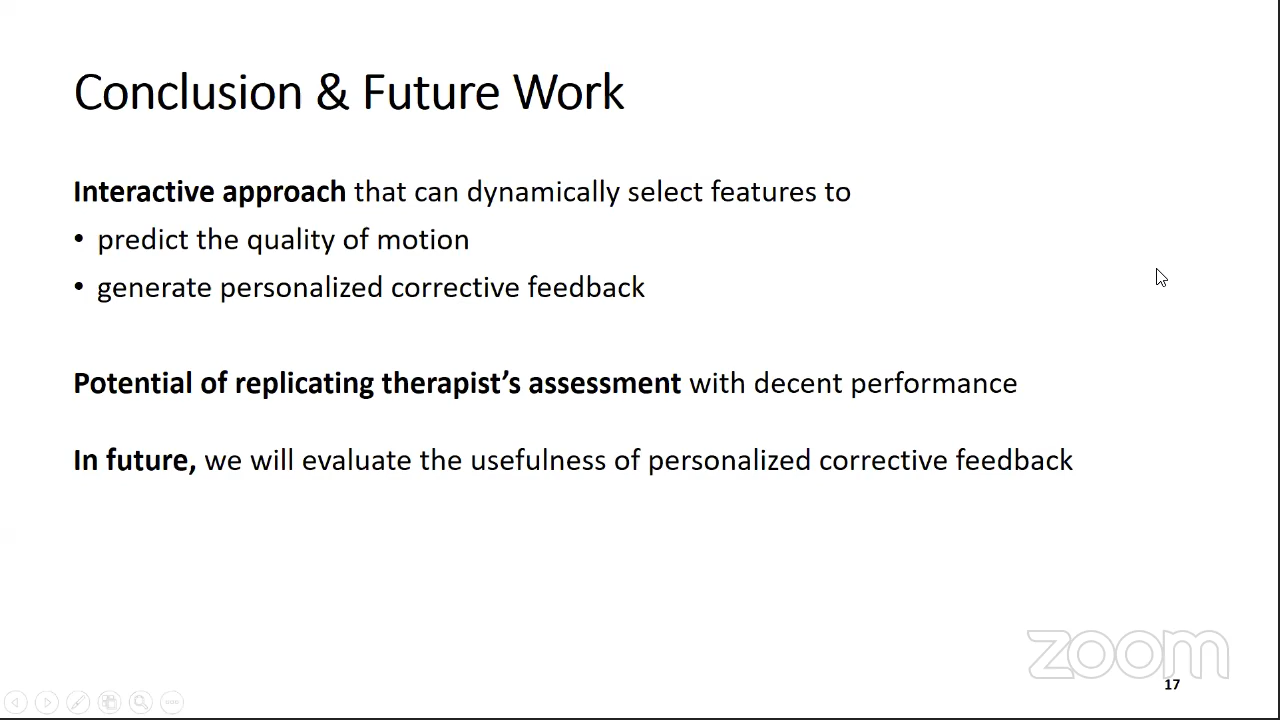 Conclusion & Future Work
Interactive approach that can dynamically select features to
• predict the quality of motion
• generate personalized corrective feedback
Potential of replicating therapist’s assessment with decent performance
In future, we will evaluate the usefulness of personalized corrective feedback
zoom
17